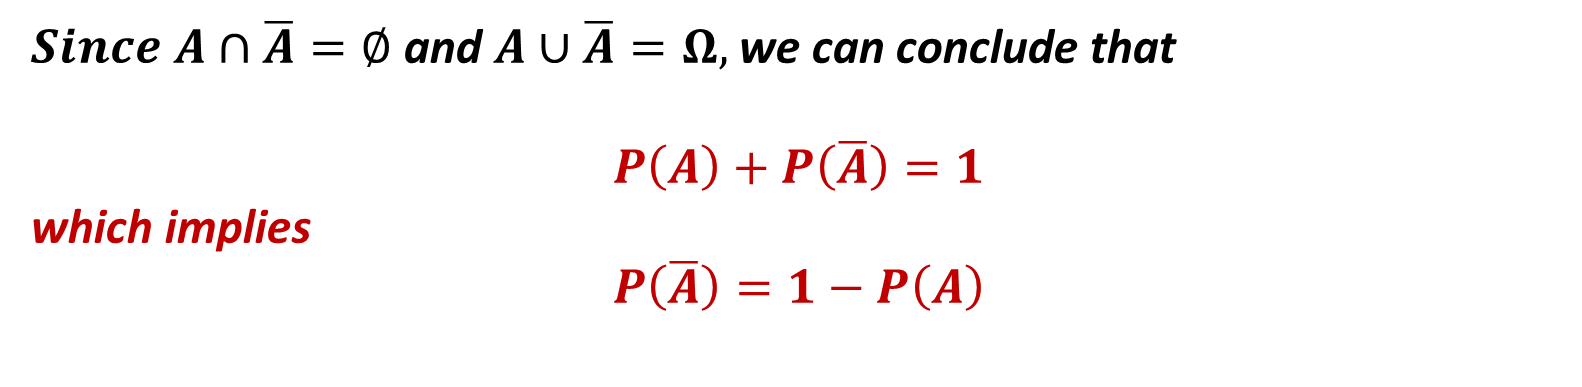 Since A ∩ A̅ = ∅ and A ∪ A̅ = Ω, we can conclude that
P(A) + P(A̅) = 1
which implies
P(A̅) = 1 − P(A)